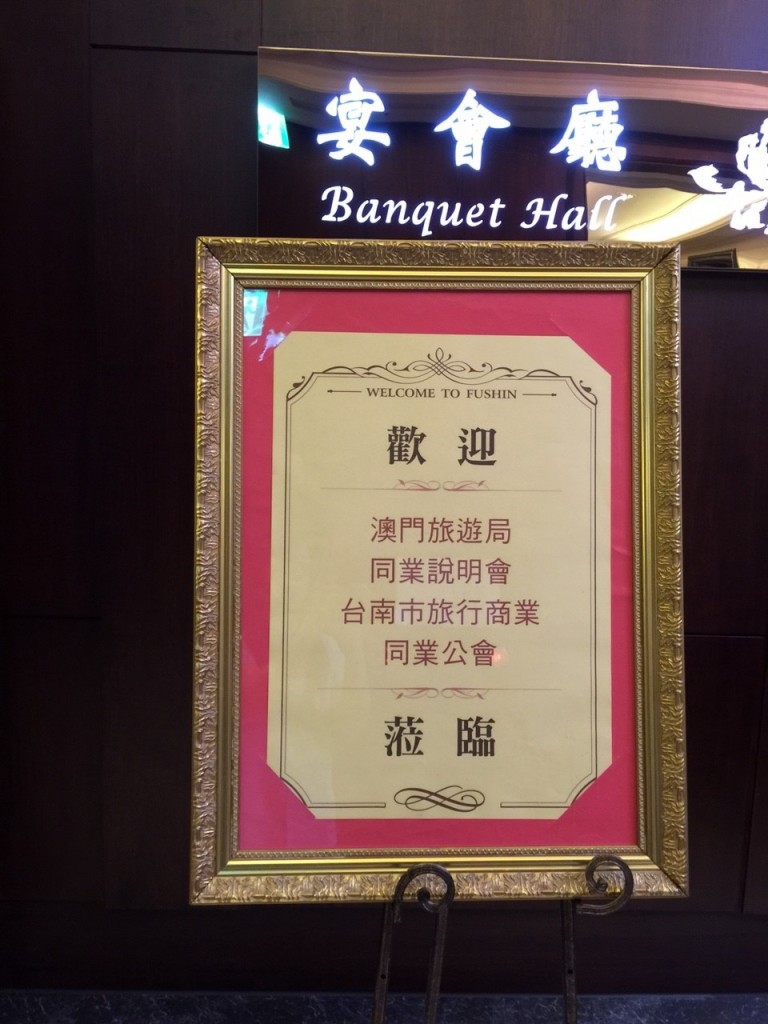 宴會廳
Banquet Hall
WELCOME TO FUSHIN
歡迎
澳門旅遊局
同業說明會
台南市旅行商業
同業公會
蒞臨